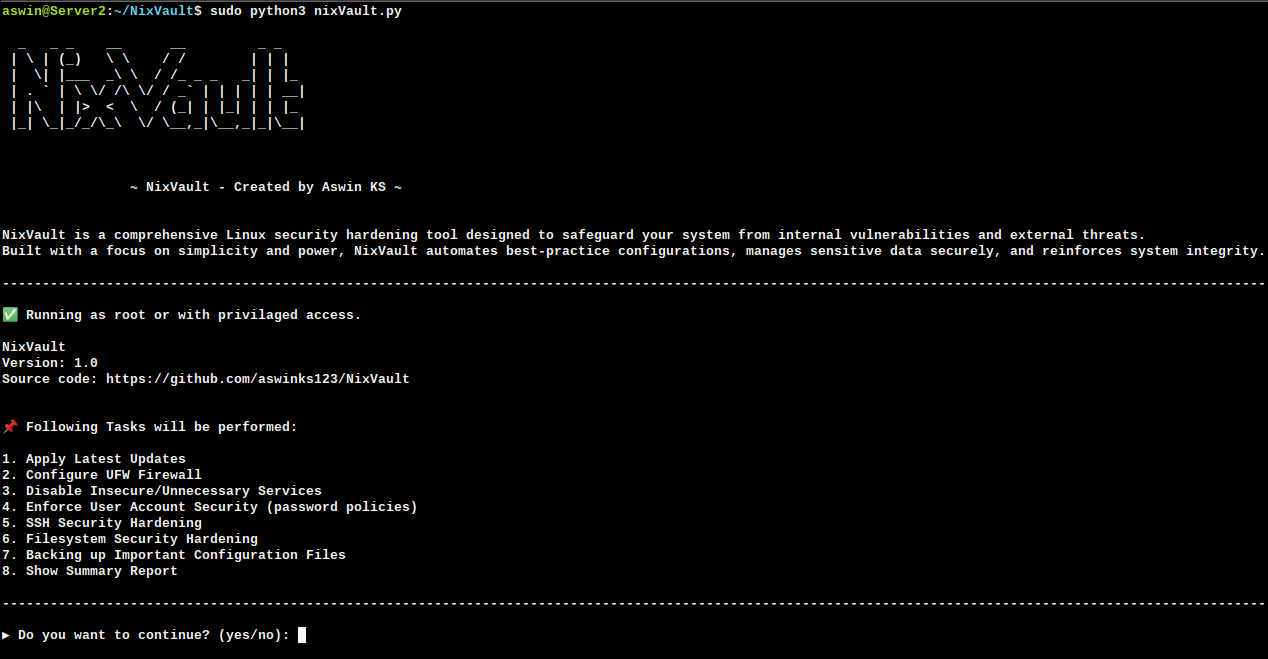 aswin@Server2:~/NixVault$ sudo python3 nixVault.py
NixVault
~ NixVault - Created by Aswin KS ~
NixVault is a comprehensive Linux security hardening tool designed to safeguard your system from internal vulnerabilities and external threats.
Built with a focus on simplicity and power, NixVault automates best-practice configurations, manages sensitive data securely, and reinforces system integrity.
--------------------------------------------------------------------------------------------------------------------------------------------------------------
✅ Running as root or with privilaged access.
NixVault
Version: 1.0
Source code: https://github.com/aswinks123/NixVault
📌 Following Tasks will be performed:
1. Apply Latest Updates
2. Configure UFW Firewall
3. Disable Insecure/Unnecessary Services
4. Enforce User Account Security (password policies)
5. SSH Security Hardening
6. Filesystem Security Hardening
7. Backing up Important Configuration Files
8. Show Summary Report
--------------------------------------------------------------------------------------------------------------------------------------------------------------
▶ Do you want to continue? (yes/no):